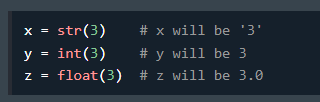 x = str(3)    # x will be '3'
y = int(3)    # y will be 3
z = float(3)  # z will be 3.0